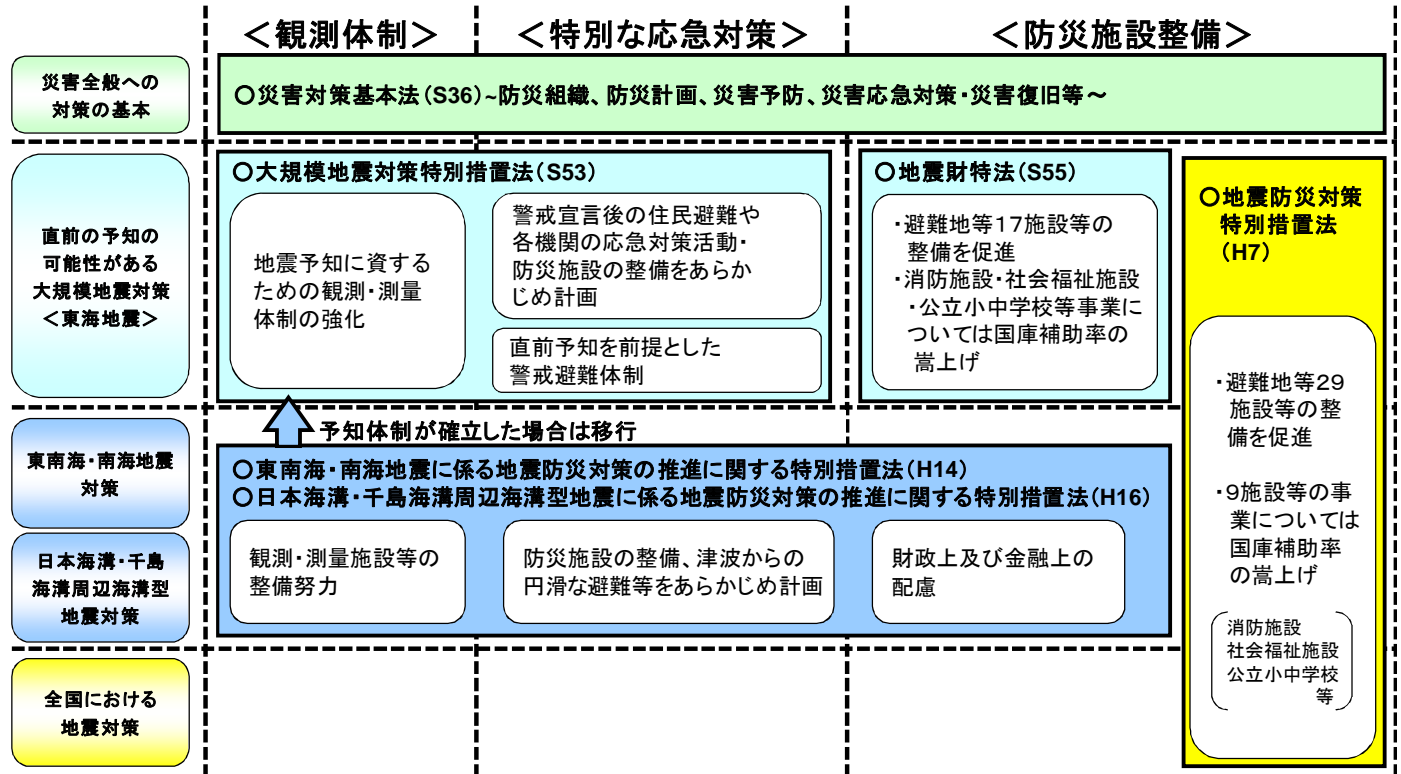 ＜観測体制＞
＜特別な応急対策＞
＜防災施設整備＞
災害全般への
対策の基本
○災害対策基本法（S36）～防災組織、防災計画、災害予防、災害応急対策・災害復旧等～
直前の予知の
可能性がある
大規模地震対策
＜東海地震＞
○大規模地震対策特別措置法（S53）
地震予知に資する
ための観測・測量
体制の強化
警戒宣言後の住民避難や
各機関の応急対策活動・
防災施設の整備をあらか
じめ計画
直前予知を前提とした
警戒避難体制
○地震財特法（S55）
・避難地等17施設等の
整備を促進
・消防施設・社会福祉施設
・公立小中学校等事業に
ついては国庫補助率の
嵩上げ
○地震防災対策
特別措置法
（H7）
・避難地等29
施設等の整
備を促進
・9施設等の事
業については
国庫補助率
の嵩上げ
消防施設
社会福祉施設
公立小中学校
等
予知体制が確立した場合は移行
東南海・南海地震
対策
日本海溝・千島
海溝周辺海溝型
地震対策
○東南海・南海地震に係る地震防災対策の推進に関する特別措置法（H14）
○日本海溝・千島海溝周辺海溝型地震に係る地震防災対策の推進に関する特別措置法（H16）
観測・測量施設等の
整備努力
防災施設の整備、津波からの
円滑な避難等をあらかじめ計画
財政上及び金融上の
配慮
全国における
地震対策